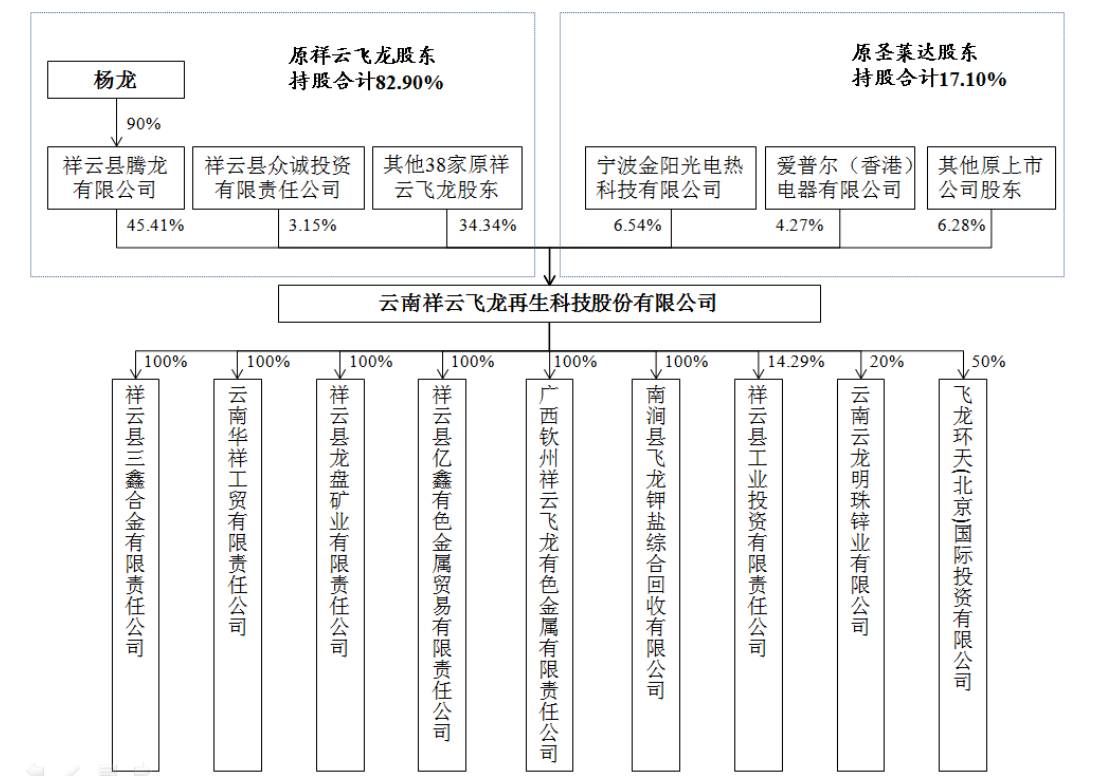 原祥云飞龙股东
持股合计82.90%
原圣莱达股东
持股合计17.10%
杨龙
90%
祥云县腾龙
有限公司
祥云县众诚投资
有限责任公司
其他38家原祥
云飞龙股东
宁波金阳光电热
科技有限公司
爱普尔（香港）
电器有限公司
其他原上市
公司股东
45.41%
3.15%
34.34%
6.54%
4.27%
6.28%
云南祥云飞龙再生科技股份有限公司
100%
100%
100%
100%
100%
100%
14.29%
20%
50%
祥云县三鑫合金有限责任公司
云南华祥工贸有限责任公司
祥云县龙盘矿业有限责任公司
祥云县亿鑫有色金属贸易有限责任公司
广西钦州祥云飞龙有色金属有限责任公司
南涧县飞龙钾盐综合回收有限公司
祥云县工业投资有限责任公司
云南云龙明珠锌业有限公司
飞龙环天(北京)国际投资有限公司